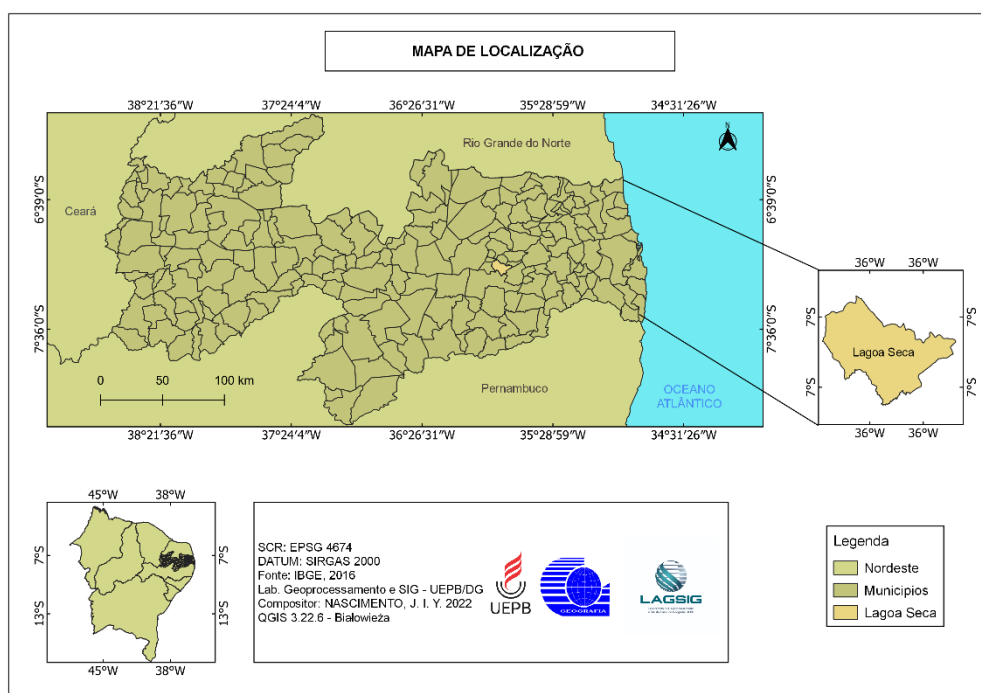 MAPA DE LOCALIZAÇÃO
38°21′36″W 37°24′4″W 36°26′31″W 35°28′59″W 34°31′26″W
N
Rio Grande do Norte
6°39′0″S
Ceará
6°39′0″S
36°W 36°W
7°S
7°S
Lagoa Seca
7°36′0″S
7°36′0″S
0 50 100 km
Pernambuco
OCEANO
ATLÂNTICO
7°S
7°S
36°W 36°W
38°21′36″W 37°24′4″W 36°26′31″W 35°28′59″W 34°31′26″W
45°W 38°W
7°S
7°S
13°S
13°S
45°W 38°W
SCR: EPSG 4674
DATUM: SIRGAS 2000
Fonte: IBGE, 2016
Lab. Geoprocessamento e SIG - UEPB/DG
Compositor: NASCIMENTO, J. I. Y. 2022
QGIS 3.22.6 - Białowieża
UEPB
GEOGRAFIA
LAGSIG
Legenda
Nordeste
Municipios
Lagoa Seca